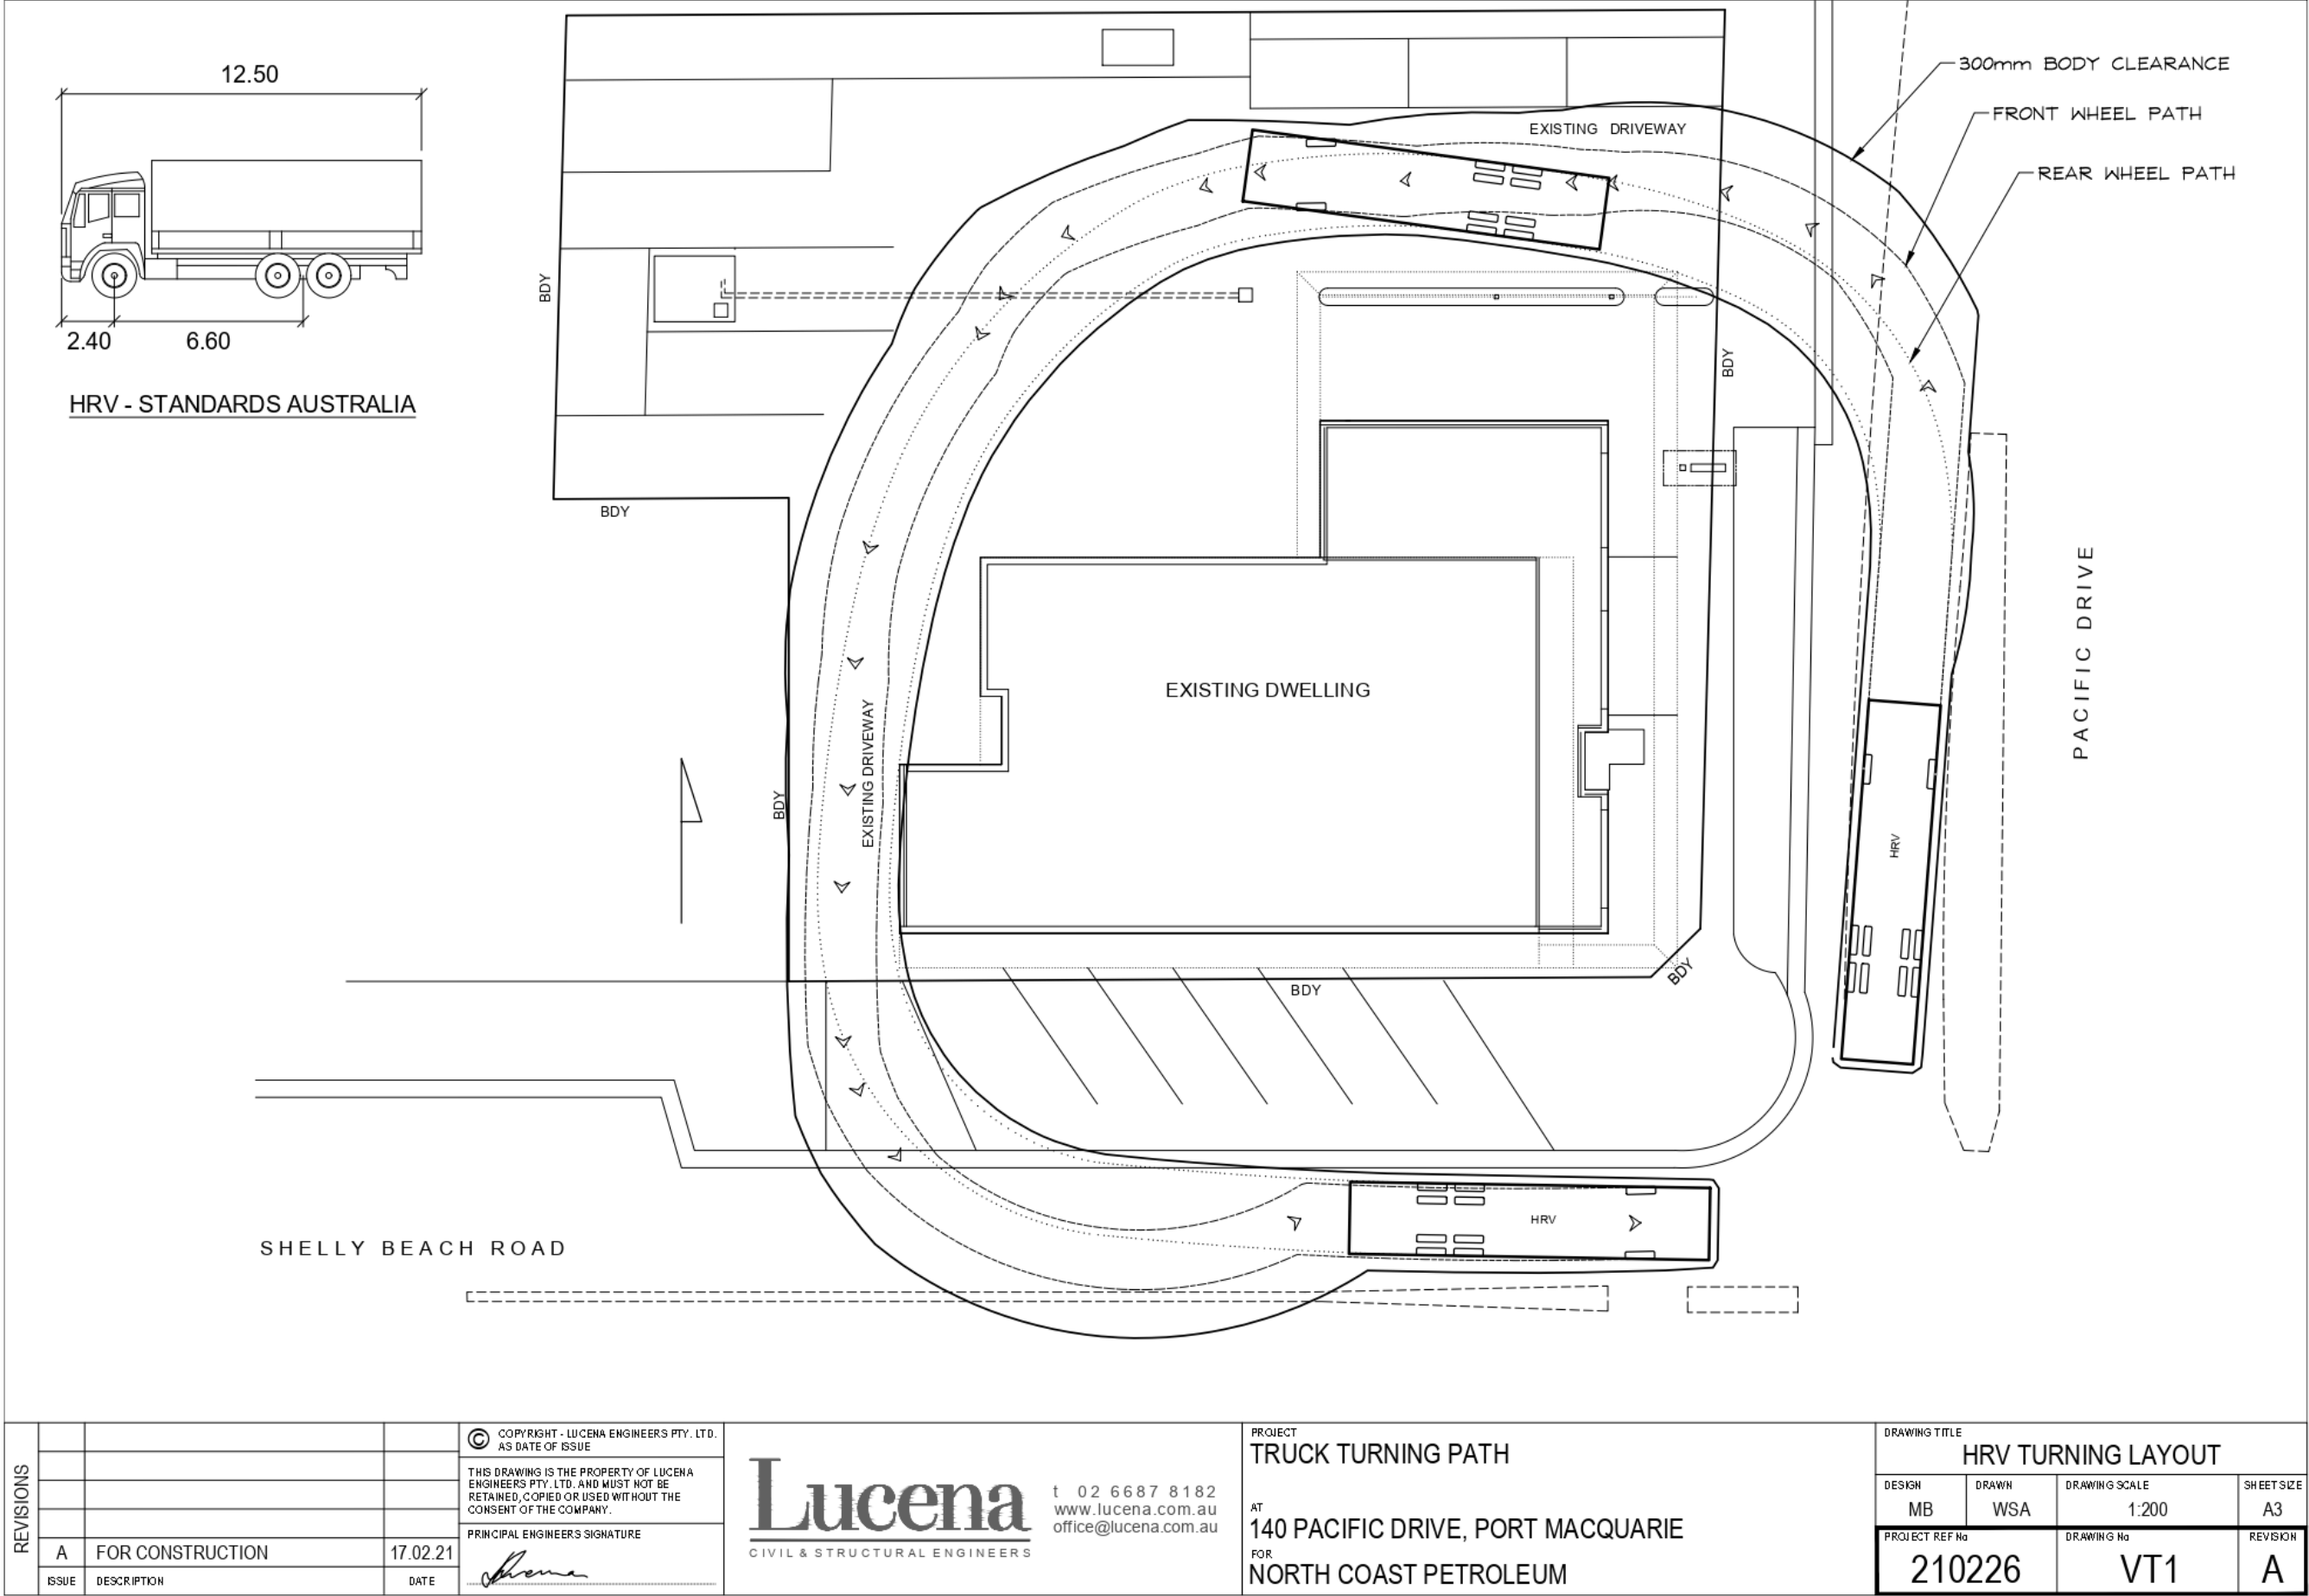 12.50
2.40
6.60
HRV - STANDARDS AUSTRALIA
300mm BODY CLEARANCE
FRONT WHEEL PATH
REAR WHEEL PATH
EXISTING DRIVEWAY
BDY
BDY
BDY
EXISTING DWELLING
EXISTING DRIVEWAY
BDY
BDY
BDY
PACIFIC DRIVE
HRV
HRV
SHELLY BEACH ROAD
REVISIONS
A FOR CONSTRUCTION 17.02.21
ISSUE DESCRIPTION DATE
© COPYRIGHT - LUCENA ENGINEERS PTY. LTD.
AS DATE OF ISSUE
THIS DRAWING IS THE PROPERTY OF LUCENA
ENGINEERS PTY. LTD. AND MUST NOT BE
RETAINED, COPIED OR USED WITHOUT THE
CONSENT OF THE COMPANY.
PRINCIPAL ENGINEERS SIGNATURE
Lucena
CIVIL & STRUCTURAL ENGINEERS
t 02 6687 8182
www.lucena.com.au
office@lucena.com.au
PROJECT
TRUCK TURNING PATH
AT
140 PACIFIC DRIVE, PORT MACQUARIE
FOR
NORTH COAST PETROLEUM
DRAWING TITLE
HRV TURNING LAYOUT
DESIGN DRAWN DRAWING SCALE SHEET SIZE
MB WSA 1:200 A3
PROJECT REF No DRAWING No REVISION
210226 VT1 A